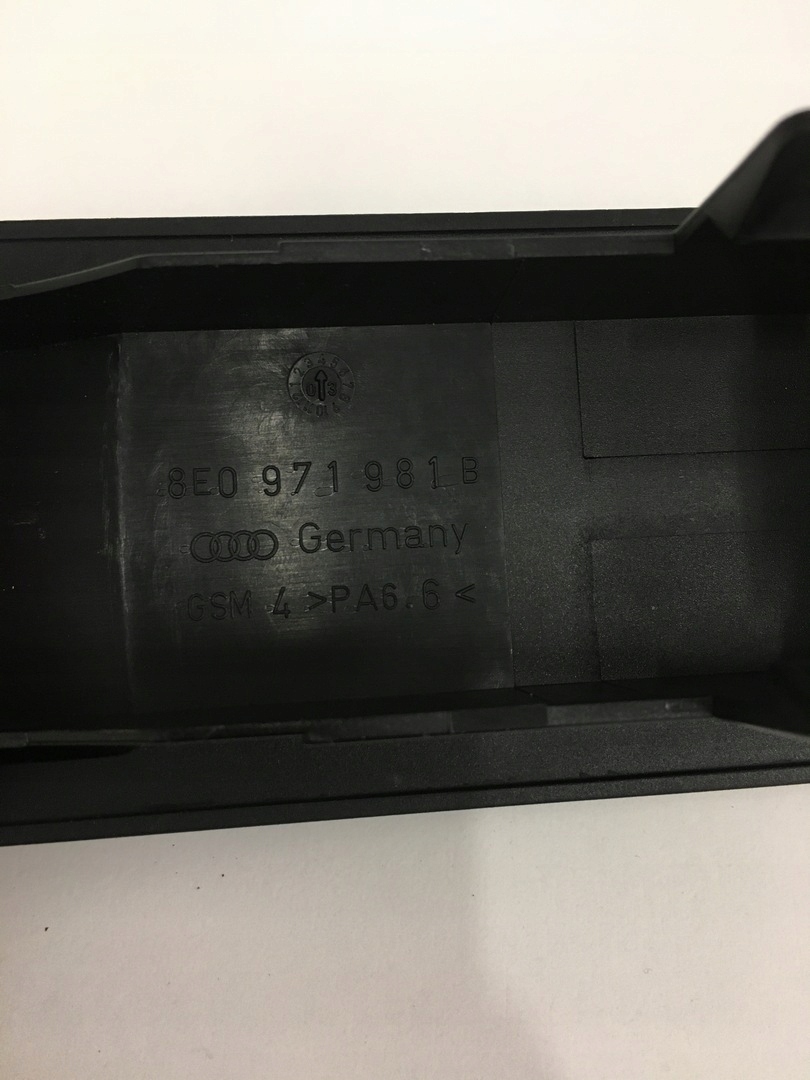 8E0 971 981 B
Germany
GSM 4 >PA6.6<